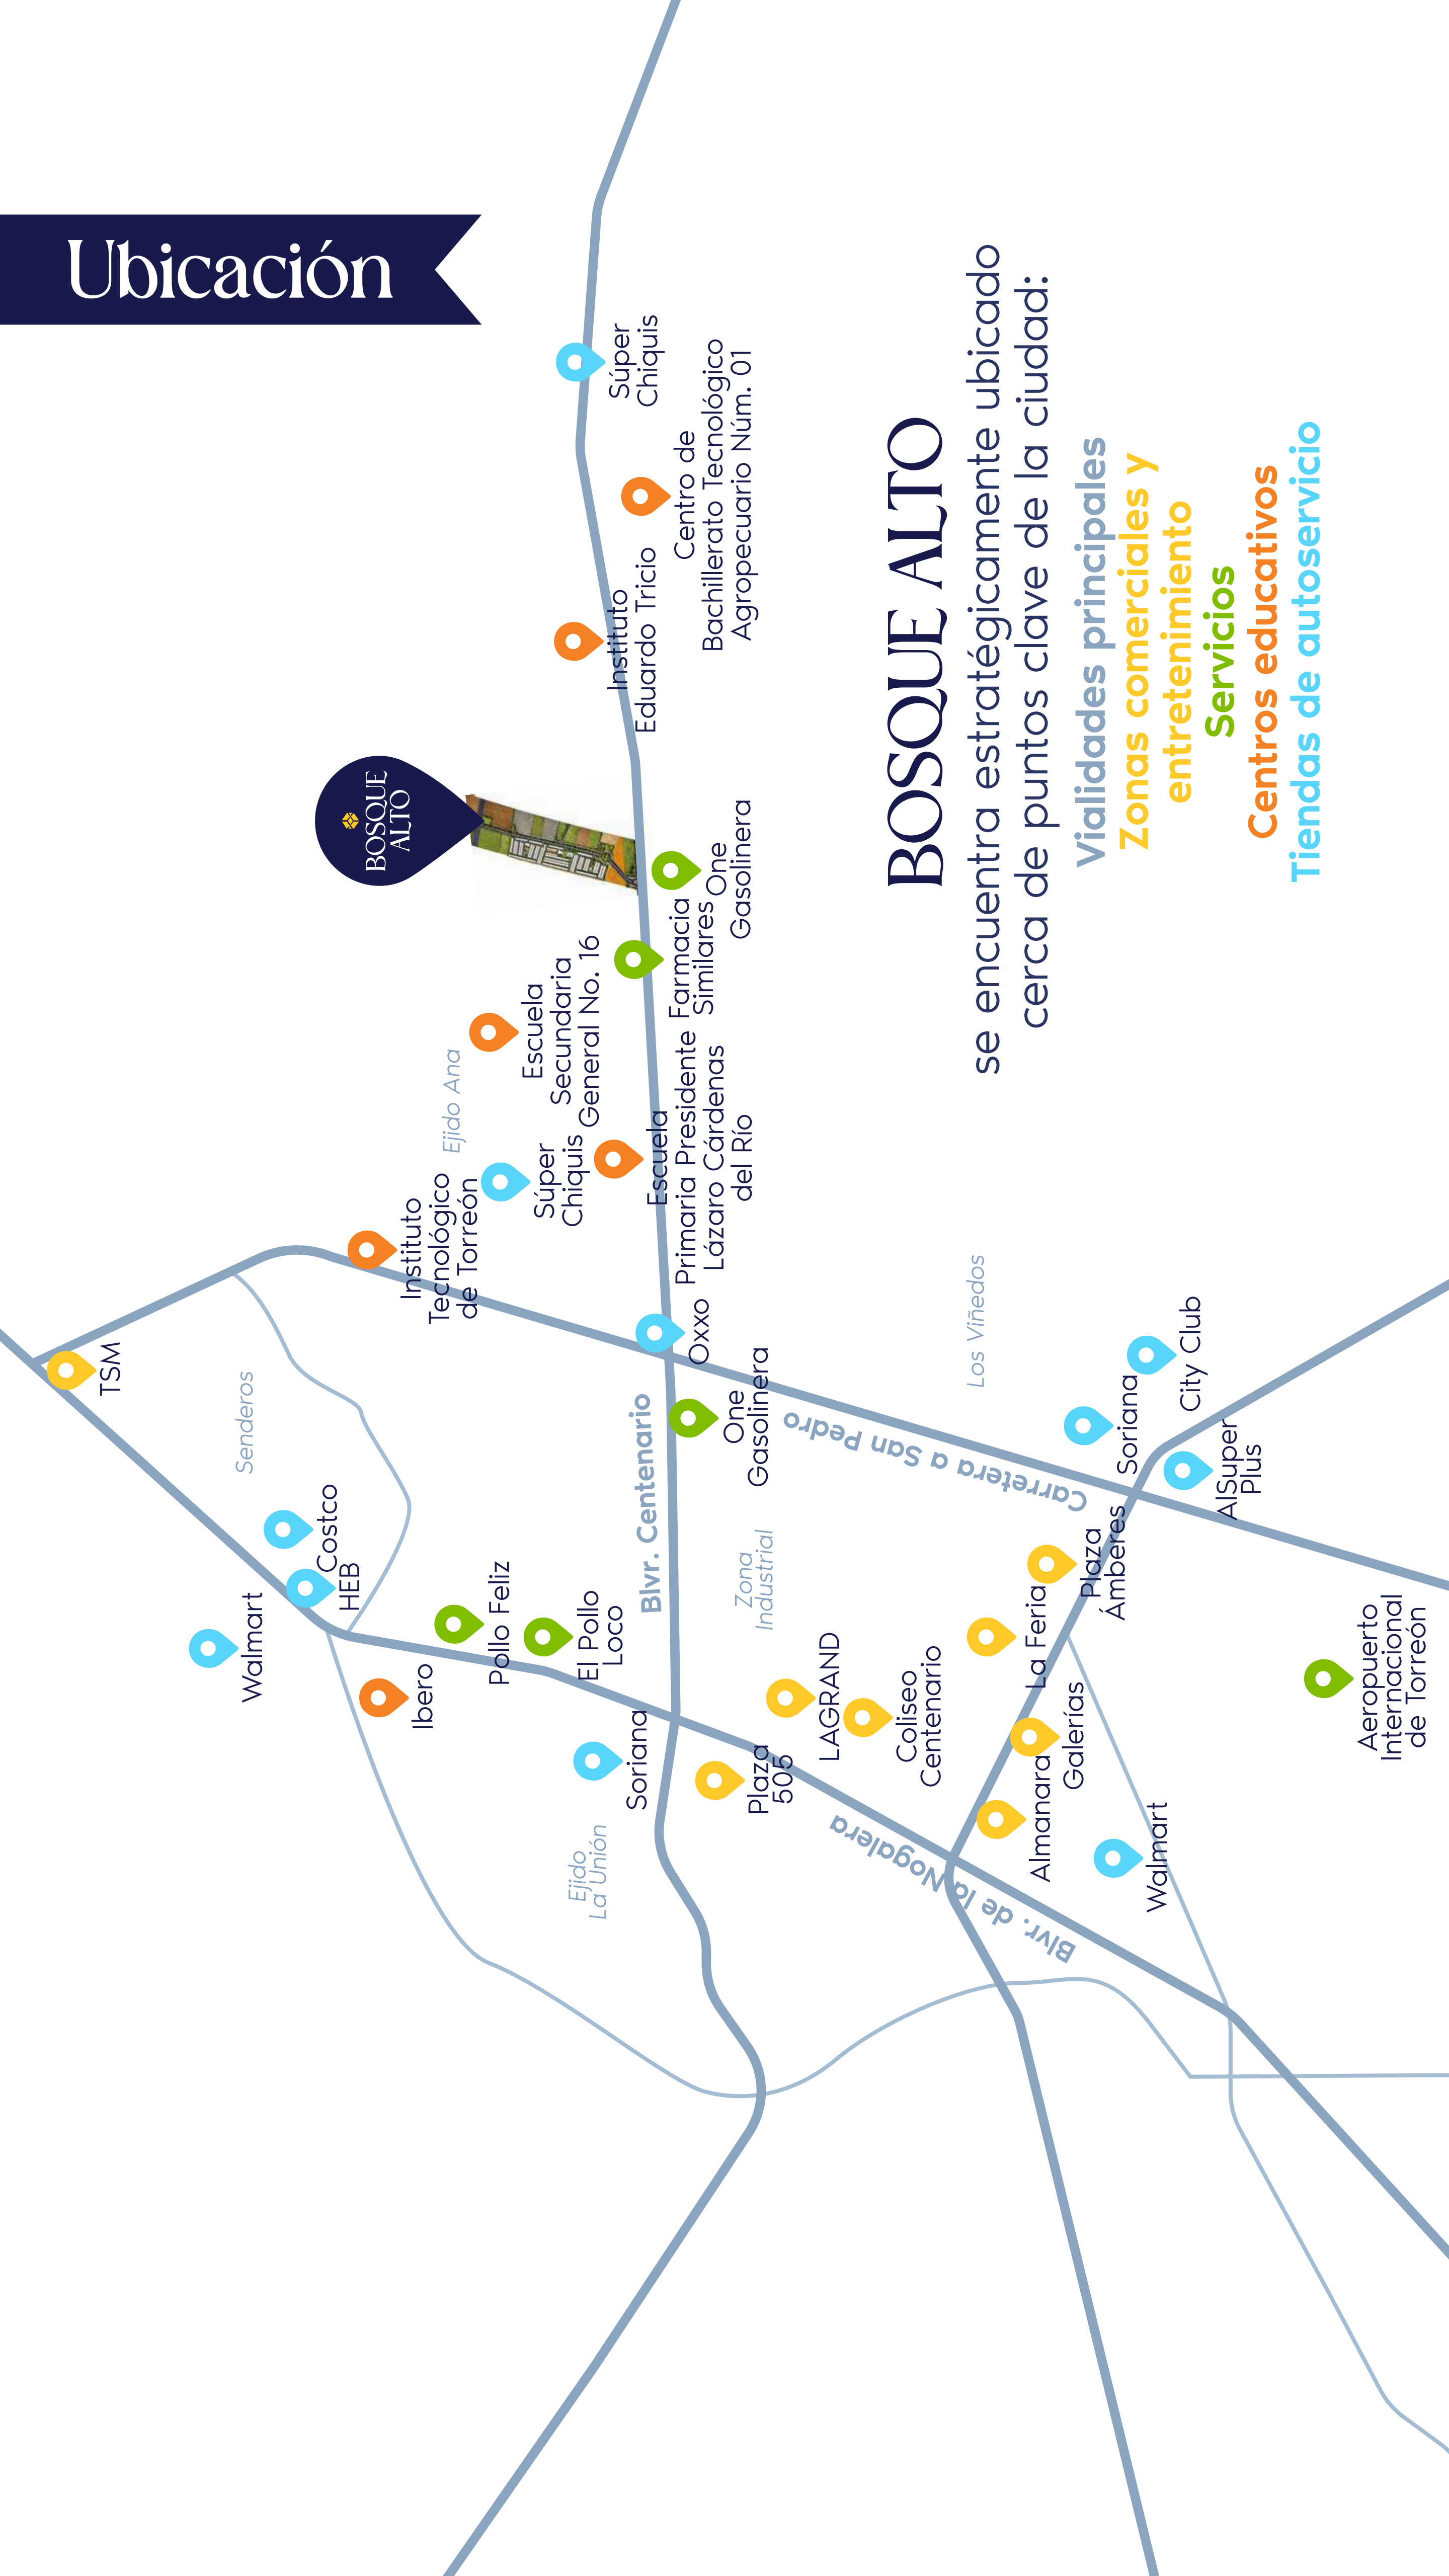 Ubicación
BOSQUE ALTO
se encuentra estratégicamente ubicado
cerca de puntos clave de la ciudad:
Vialidades principales
Zonas comerciales y
entretenimiento
Servicios
Centros educativos
Tiendas de autoservicio
BOSQUE
ALTO
TSM
Senderos
Walmart
Costco
HEB
Ibero
Pollo Feliz
El Pollo
Loco
Soriana
Ejido
La Unión
Instituto
Tecnológico
de Torreón
Ejido Ana
Súper
Chiquis
Escuela
Secundaria
General No. 16
Escuela
Primaria Presidente
Lázaro Cárdenas
del Río
Farmacia
Similares
One
Gasolinera
Instituto
Eduardo Tricio
Centro de
Bachillerato Tecnológico
Agropecuario Núm. 01
Súper
Chiquis
Blvr. Centenario
Oxxo
One
Gasolinera
Carretera a San Pedro
Zona
Industrial
Los Viñedos
Plaza
505
LAGRAND
Coliseo
Centenario
Blvr. de la Nogalera
La Feria
Plaza
Ámberes
Almanara
Galerías
Walmart
Soriana
City Club
AlSuper
Plus
Aeropuerto
Internacional
de Torreón